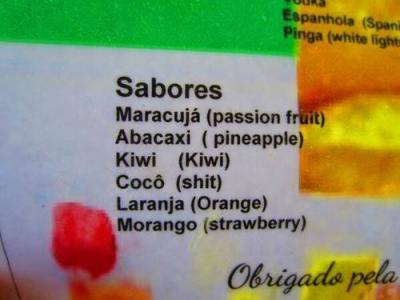 Espanhola (Spani
Pinga (white light
Sabores
Maracujá (passion fruit)
Abacaxi ( pineapple)
Kiwi (Kiwi)
Cocô (shit)
Laranja (Orange)
Morango (strawberry)
Obrigado pela